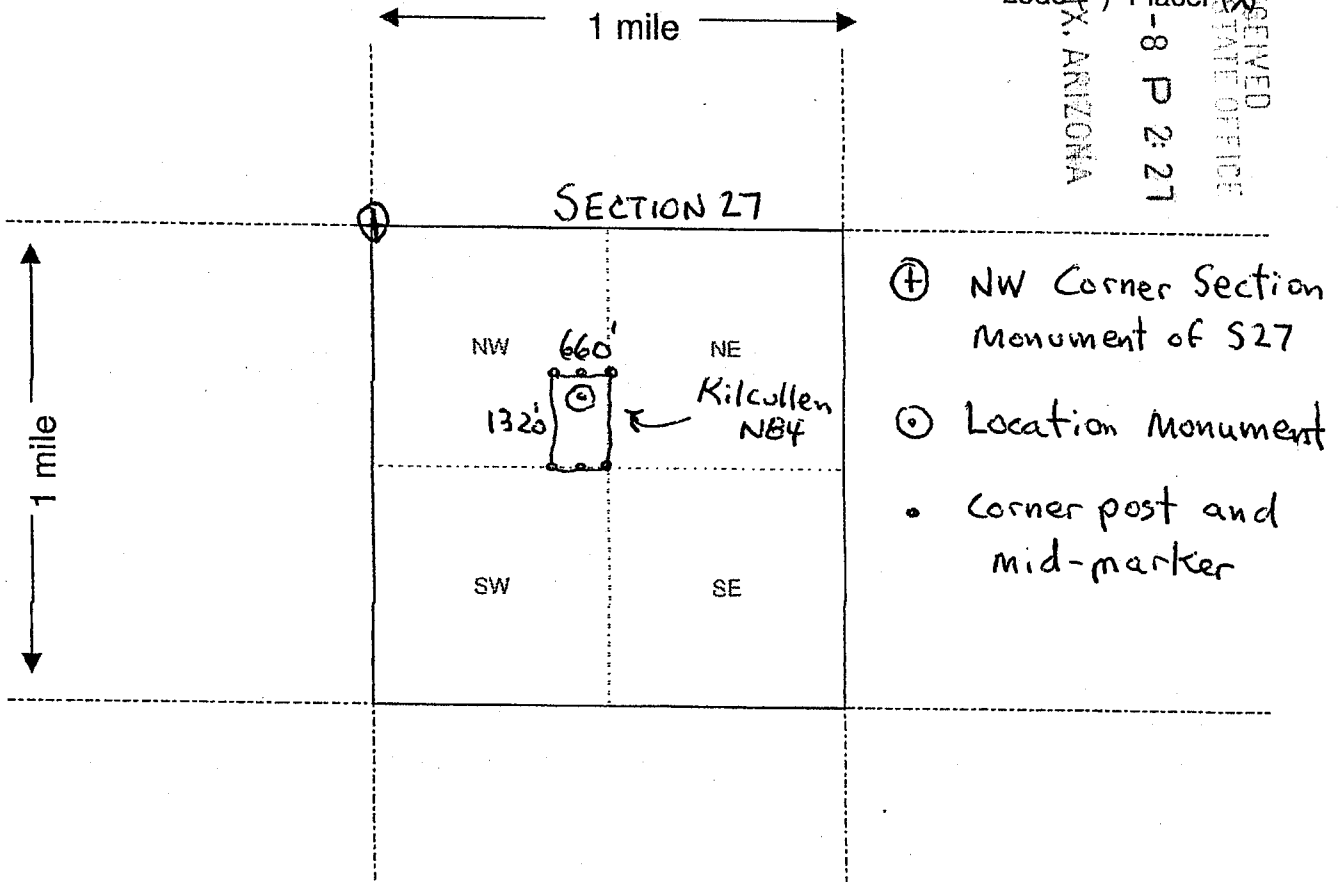 1 mile
Placer
STATE OFFICE
X, ARIZONA
-8 P 2:27
SECTION 27
NW
660'
NE
1320'
Kilcullen
NB4
1 mile
SW
SE
NW Corner Section
Monument of S27
Location Monument
Corner post and
mid-marker